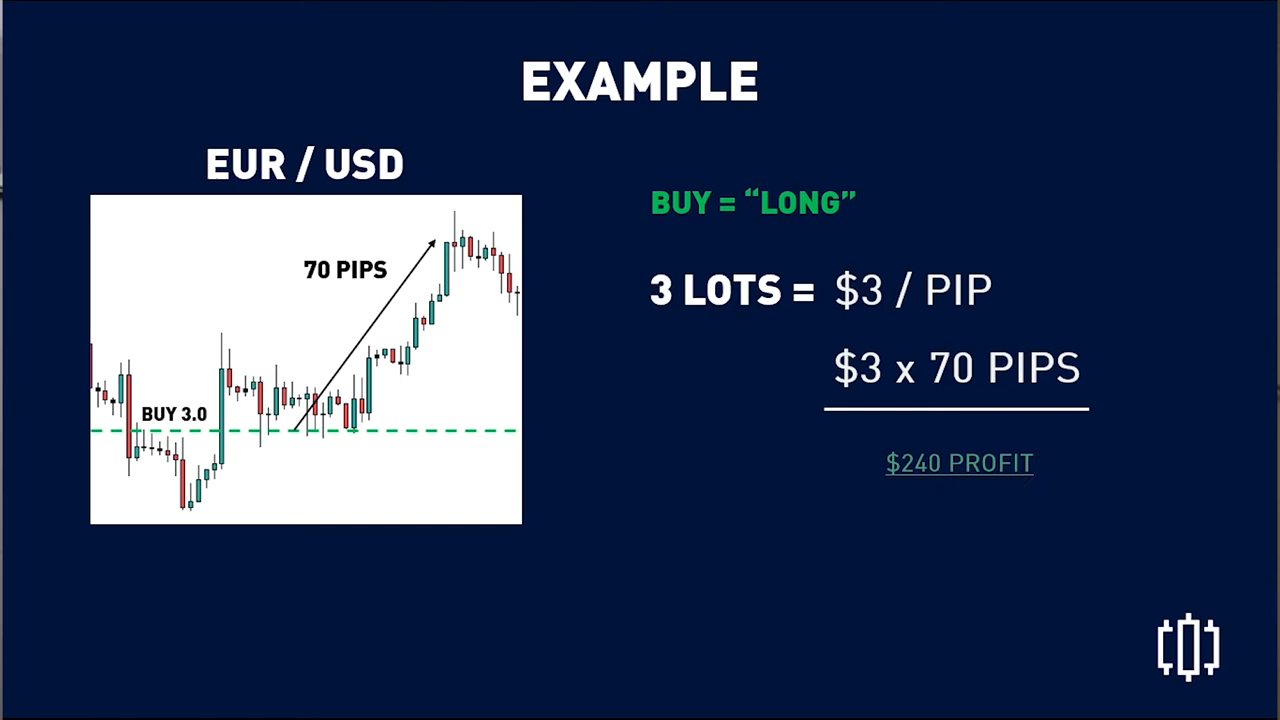 EXAMPLE
EUR / USD
70 PIPS
BUY 3.0
BUY = “LONG”
3 LOTS = $3 / PIP
$3 x 70 PIPS
$240 PROFIT